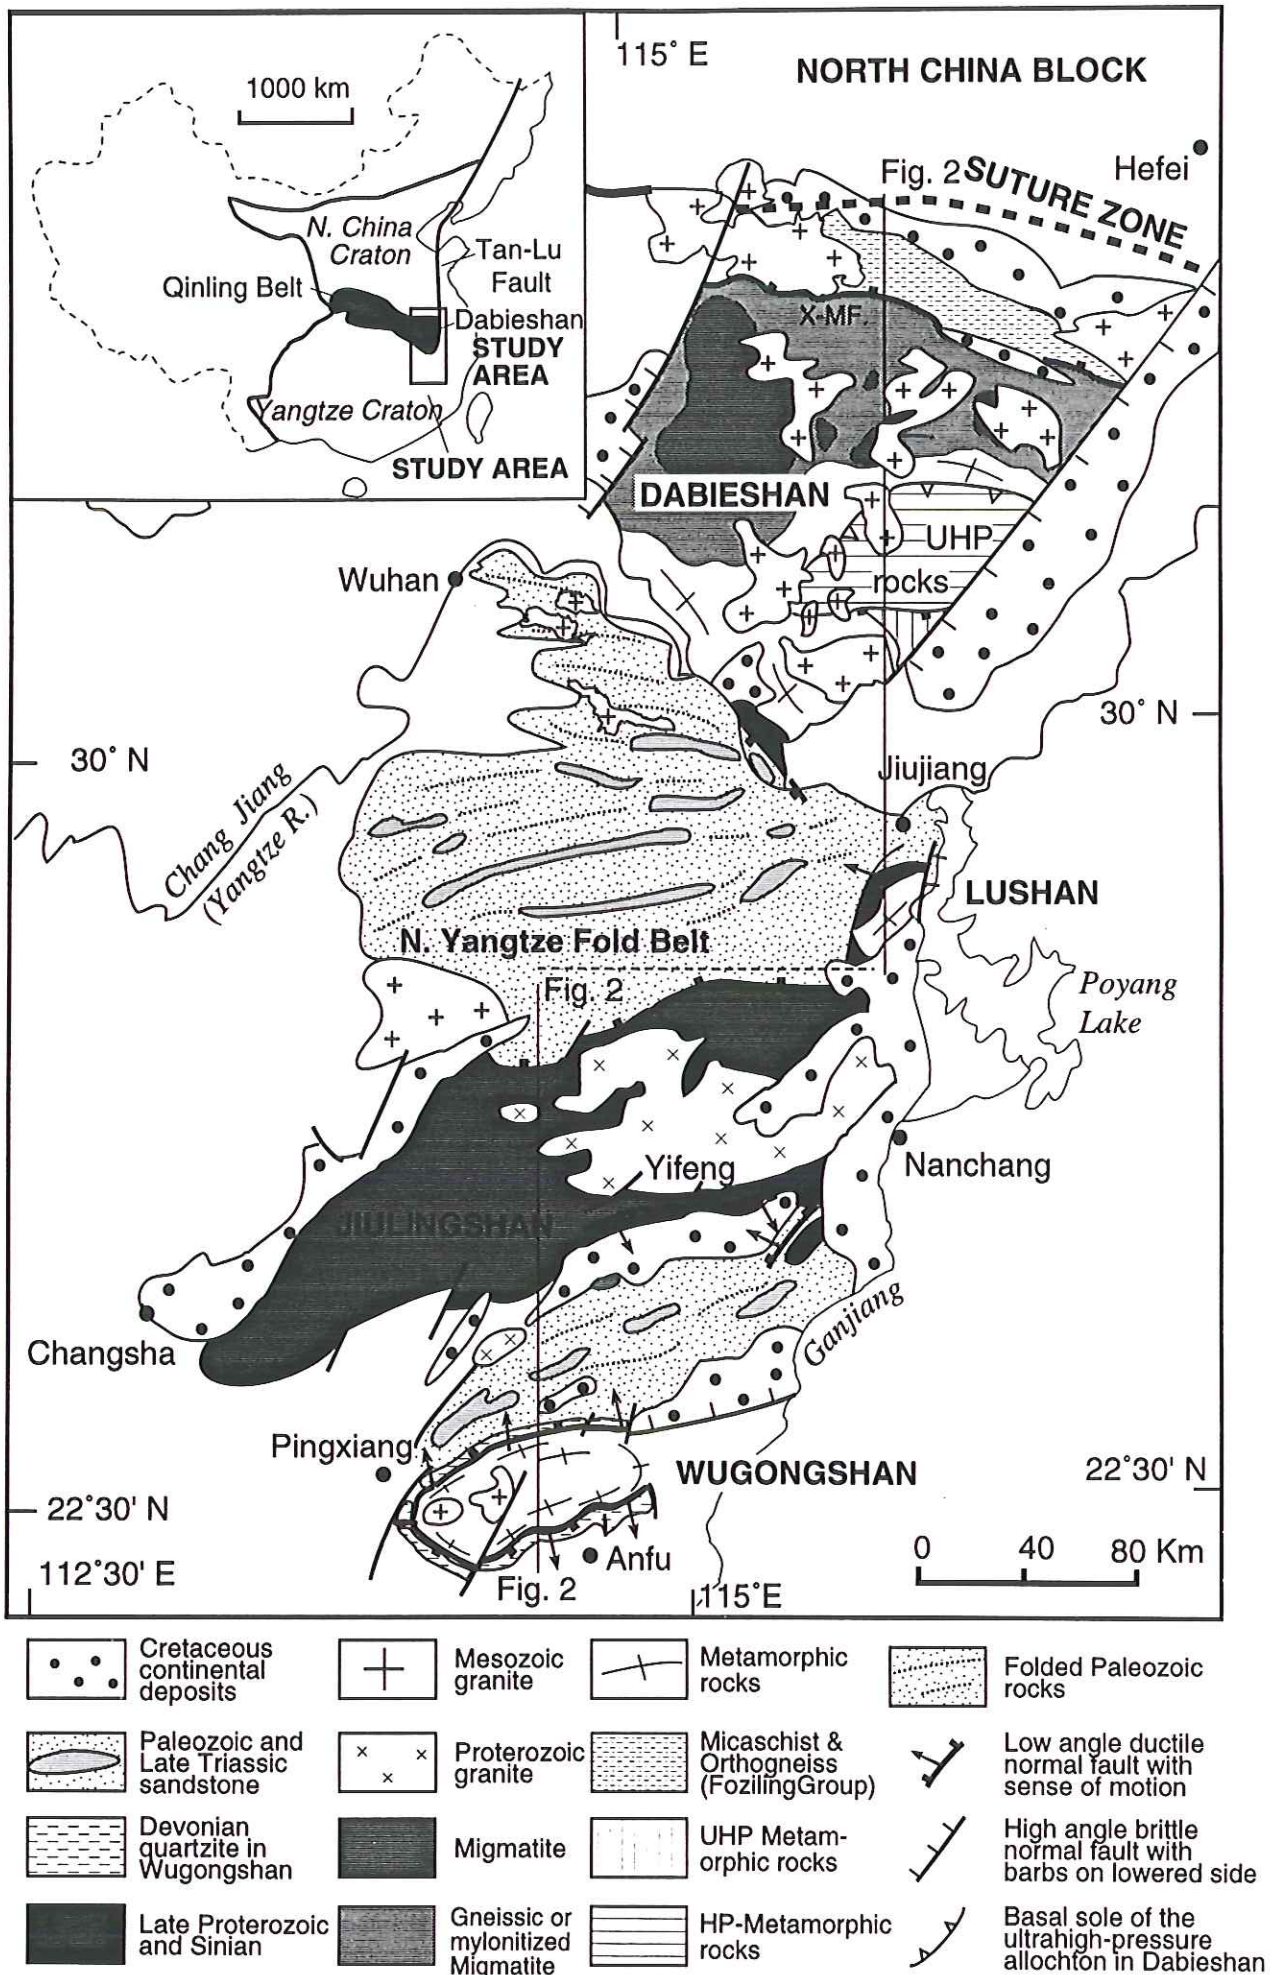 115° E
NORTH CHINA BLOCK
1000 km
Hefei
Fig. 2
SUTURE ZONE
N. China
Craton
Tan-Lu
Fault
Qinling Belt
Dabieshan
STUDY
AREA
Yangtze Craton
STUDY AREA
X-MF.
DABIESHAN
UHP
rocks
Wuhan
30° N
30° N
Jiujiang
Chang Jiang
(Yangtze R.)
LUSHAN
N. Yangtze Fold Belt
Fig. 2
Poyang
Lake
Yifeng
Nanchang
JIULINGSHAN
Ganjiang
Changsha
Pingxiang
WUGONGSHAN
22°30' N
22°30' N
0 40 80 Km
Anfu
112°30' E
Fig. 2
115°E
Cretaceous
continental
deposits
Mesozoic
granite
Metamorphic
rocks
Folded Paleozoic
rocks
Paleozoic and
Late Triassic
sandstone
Proterozoic
granite
Micaschist &
Orthogneiss
(FozilingGroup)
Low angle ductile
normal fault with
sense of motion
Devonian
quartzite in
Wugongshan
Migmatite
UHP Metam-
orphic rocks
High angle brittle
normal fault with
barbs on lowered side
Late Proterozoic
and Sinian
Gneissic or
mylonitized
Migmatite
HP-Metamorphic
rocks
Basal sole of the
ultrahigh-pressure
allochton in Dabieshan